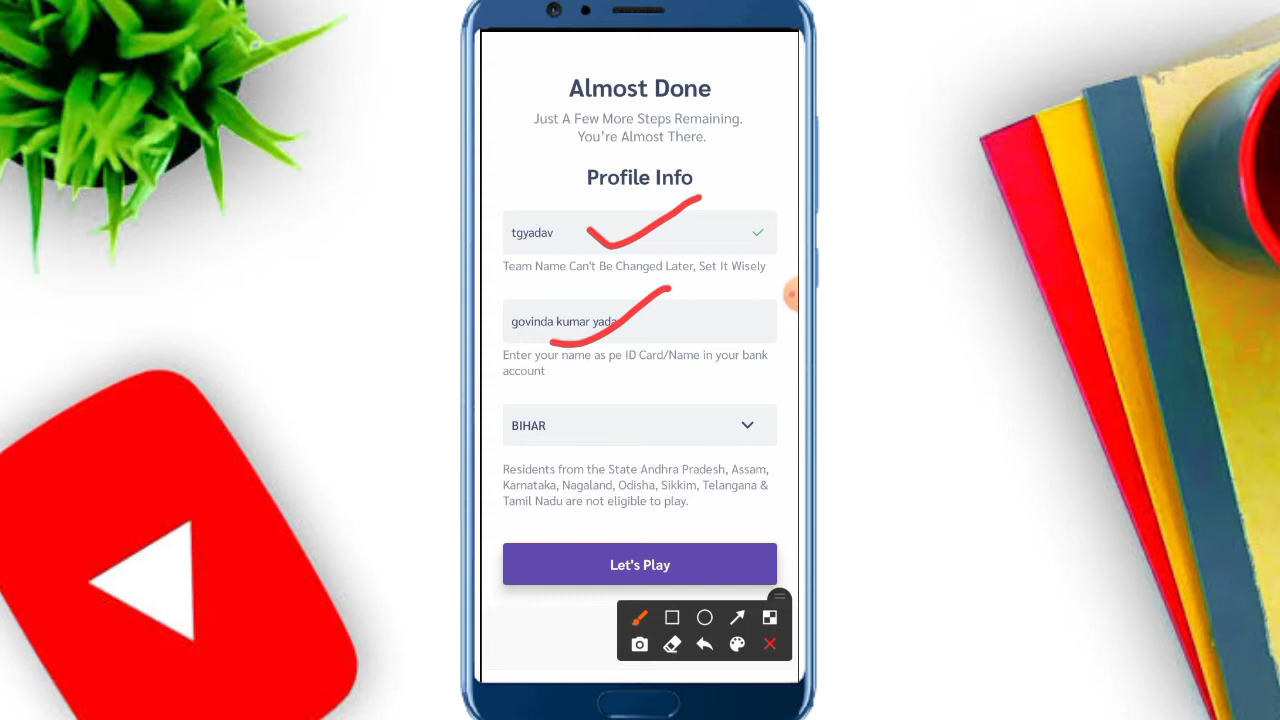 Almost Done
Just A Few More Steps Remaining.
You're Almost There.
Profile Info
tgyadav
Team Name Can't Be Changed Later, Set It Wisely
govinda kumar yada
Enter your name as pe ID Card/Name in your bank
account
BIHAR
Residents from the State Andhra Pradesh, Assam,
Karnataka, Nagaland, Odisha, Sikkim, Telangana &
Tamil Nadu are not eligible to play.
Let's Play